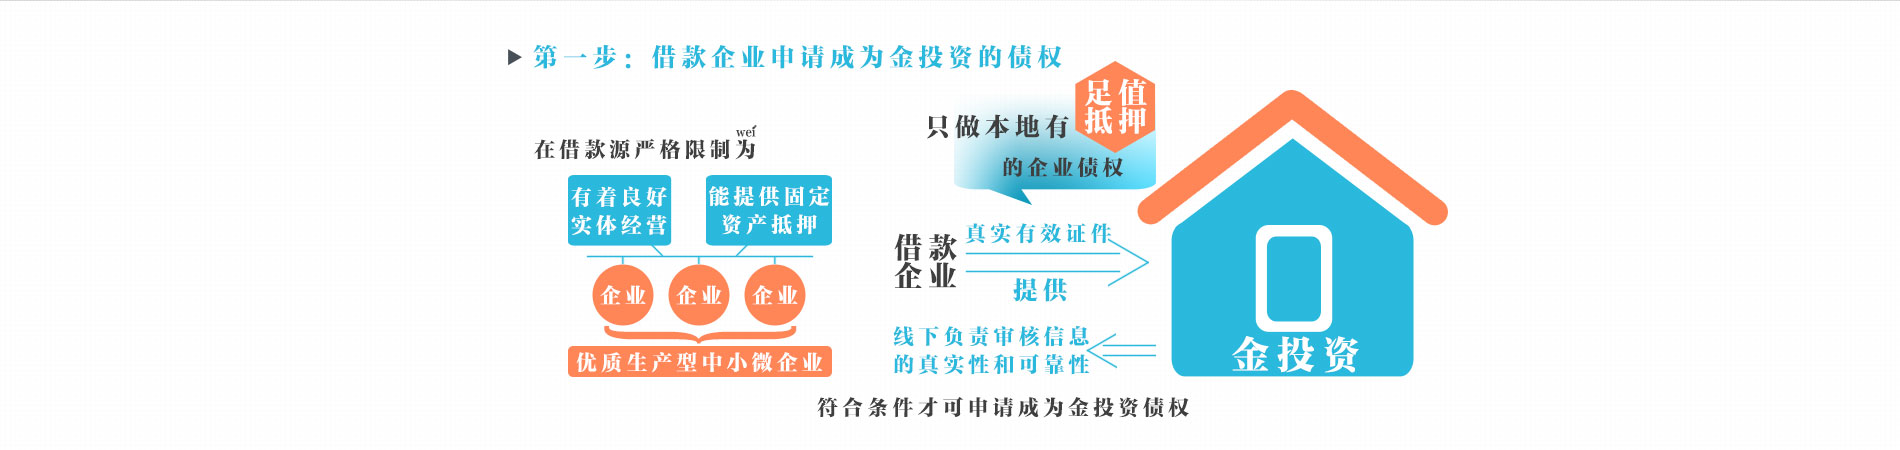 第一步：借款企业申请成为金投资的债权
wéi
在借款源严格限制为
有着良好
实体经营
能提供固定
资产抵押
企业
企业
企业
优质生产型中小微企业
足值
抵押
只做本地有
的企业债权
借款
企业
真实有效证件
提供
线下负责审核信息
的真实性和可靠性
金投资
符合条件才可申请成为金投资债权